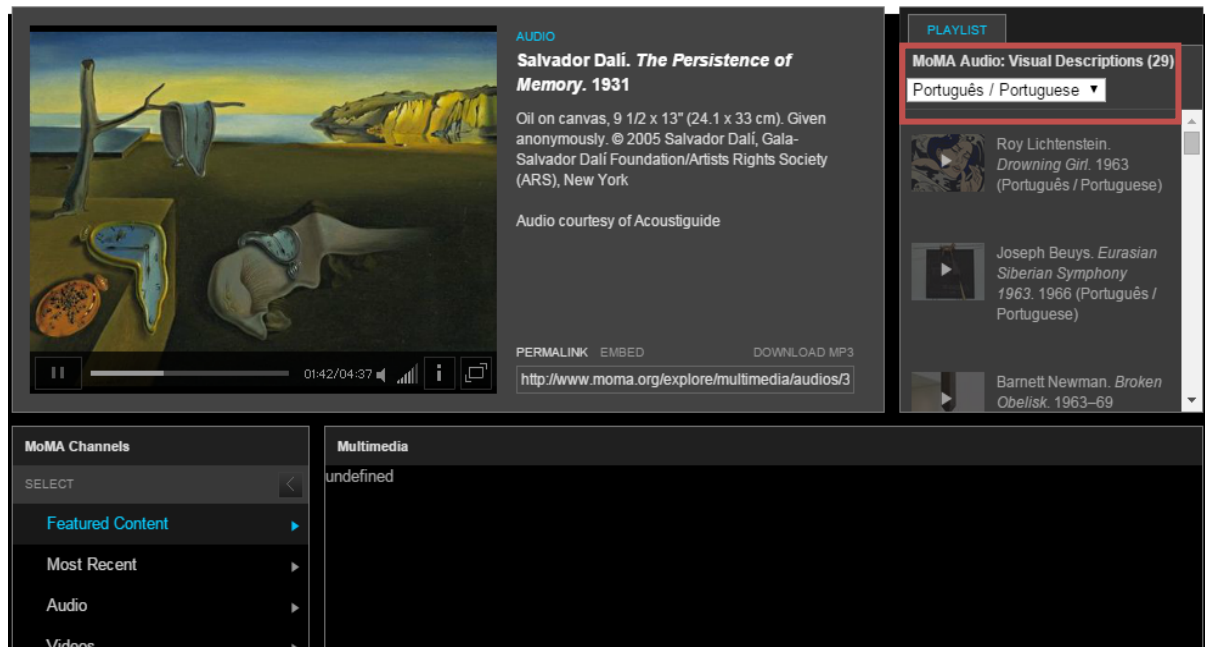 AUDIO
Salvador Dalí. The Persistence of
Memory. 1931
Oil on canvas, 9 1/2 x 13" (24.1 x 33 cm). Given
anonymously. © 2005 Salvador Dalí, Gala-
Salvador Dalí Foundation/Artists Rights Society
(ARS), New York
Audio courtesy of Acoustiguide
PERMALINK EMBED DOWNLOAD MP3
http://www.moma.org/explore/multimedia/audios/3
01:42/04:37
i
PLAYLIST
MoMA Audio: Visual Descriptions (29)
Português / Portuguese
Roy Lichtenstein.
Drowning Girl. 1963
(Português / Portuguese)
Joseph Beuys. Eurasian
Siberian Symphony
1963. 1966 (Português /
Portuguese)
Barnett Newman. Broken
Obelisk. 1963–69
MoMA Channels
SELECT
Featured Content
Most Recent
Audio
Videos
Multimedia
undefined